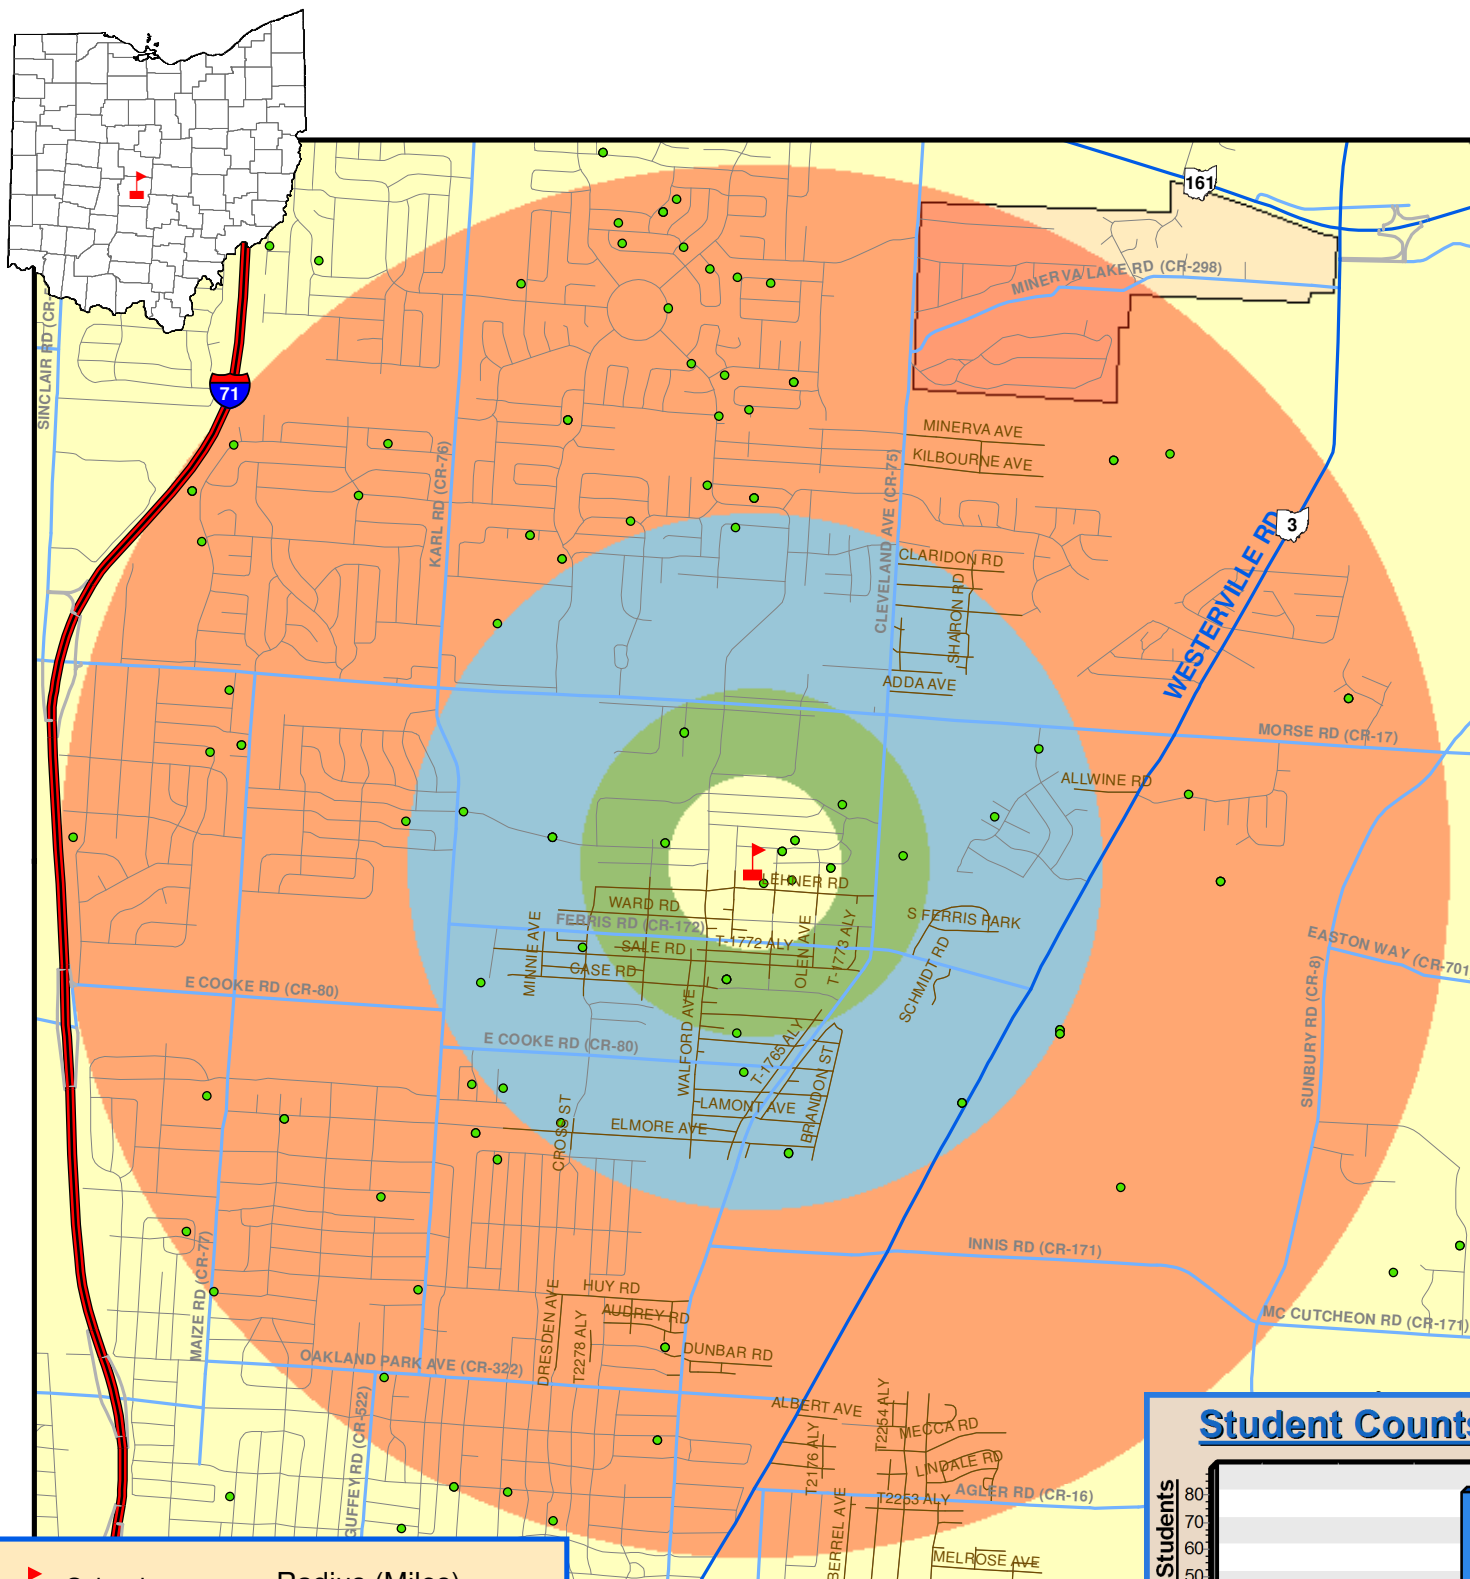 161
MINERVA LAKE RD (CR-298)
SINCLAIR RD (CR-
71
MINERVA AVE
KILBOURNE AVE
KARL RD (CR-76)
CLEVELAND AVE (CR-75)
3
WESTERVILLE RD
CLARIDON RD
SHARON RD
ADDA AVE
MORSE RD (CR-17)
ALLWINE RD
LEHNER RD
WARD RD
FERRIS RD (CR-172)
S FERRIS PARK
MINNIE AVE
SALE RD
T-1772 ALY
OLEN AVE
T-1773 ALY
CASE RD
SCHMIDT RD
EASTON WAY (CR-701
SUNBURY RD (CR-8)
E COOKE RD (CR-80)
WALFORD AVE
E COOKE RD (CR-80)
T-1765 ALY
BRANDON ST
LAMONT AVE
CROSS ST
ELMORE AVE
INNIS RD (CR-171)
MAIZE RD (CR-77)
HUY RD
DRESDEN AVE
T2278 ALY
AUDREY RD
DUNBAR RD
MC CUTCHEON RD (CR-171)
OAKLAND PARK AVE (CR-322)
GUFFEY RD (CR-522)
ALBERT AVE
T2254 ALY
MECCA RD
T2176 ALY
LINDALE RD
AGLER RD (CR-16)
T2253 ALY
BERREL AVE
MELROSE AVE
Student Counts
Students
80
70
60
50
Radius (Miles)